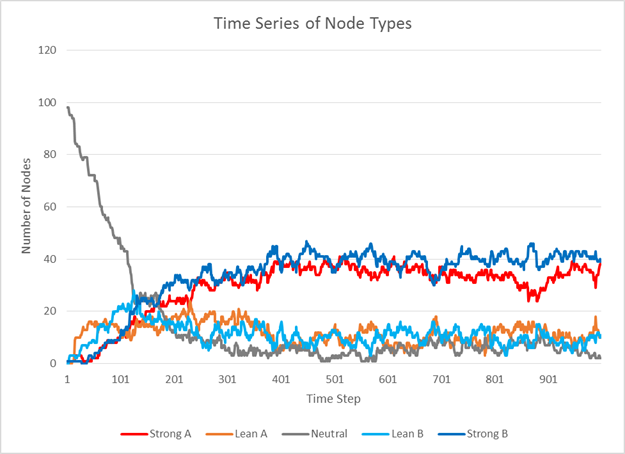 Time Series of Node Types
120
100
80
60
40
20
0
Number of Nodes
1 101 201 301 401 501 601 701 801 901
Time Step
Strong A Lean A Neutral Lean B Strong B